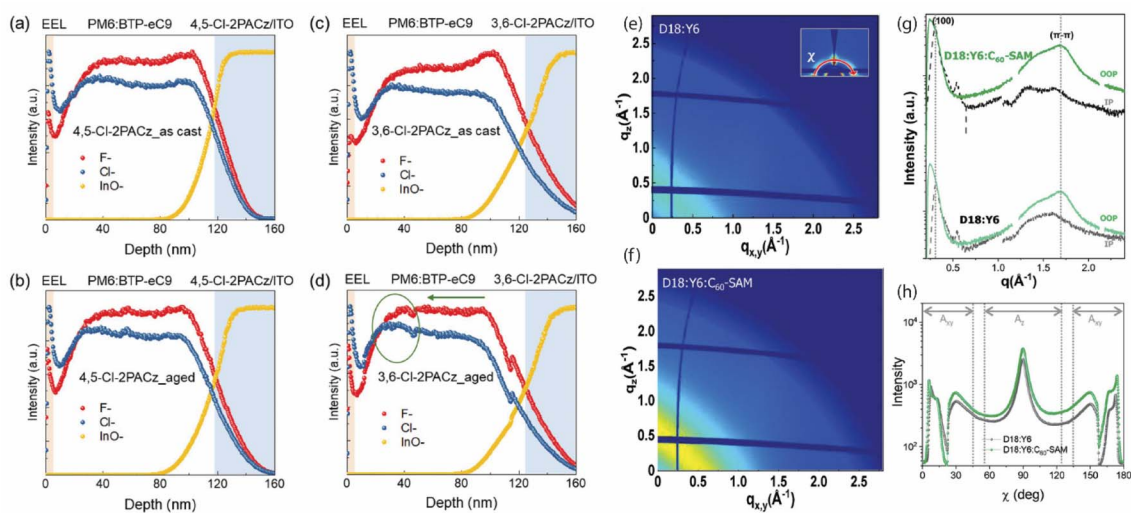 (a) EEL PM6:BTP-eC9 4,5-Cl-2PACz/ITO
Intensity (a.u.)
4,5-Cl-2PACz_as cast
F-
Cl-
InO-
0 40 80 120 160
Depth (nm)
(b) EEL PM6:BTP-eC9 4,5-Cl-2PACz/ITO
Intensity (a.u.)
4,5-Cl-2PACz_aged
F-
Cl-
InO-
0 40 80 120 160
Depth (nm)
(c) EEL PM6:BTP-eC9 3,6-Cl-2PACz/ITO
Intensity (a.u.)
3,6-Cl-2PACz_as cast
F-
Cl-
InO-
0 40 80 120 160
Depth (nm)
(d) EEL PM6:BTP-eC9 3,6-Cl-2PACz/ITO
Intensity (a.u.)
3,6-Cl-2PACz_aged
F-
Cl-
InO-
0 40 80 120 160
Depth (nm)
(e)
D18:Y6
χ
qz(Å-1)
2.5
2.0
1.5
1.0
0.5
0
0 0.5 1.0 1.5 2.0 2.5
qx,y(Å-1)
(f)
D18:Y6:C60-SAM
qz(Å-1)
2.5
2.0
1.5
1.0
0.5
0
0 0.5 1.0 1.5 2.0 2.5
qx,y(Å-1)
(g)
(100)
(π-π)
D18:Y6:C60-SAM
OOP
IP
D18:Y6
OOP
IP
Intensity
0.5 1.0 1.5 2.0
q(Å-1)
(h)
Axy Az Axy
Intensity
10^4
10^3
10^2
D18:Y6
D18:Y6:C60-SAM
0 30 60 90 120 150 180
χ (deg)